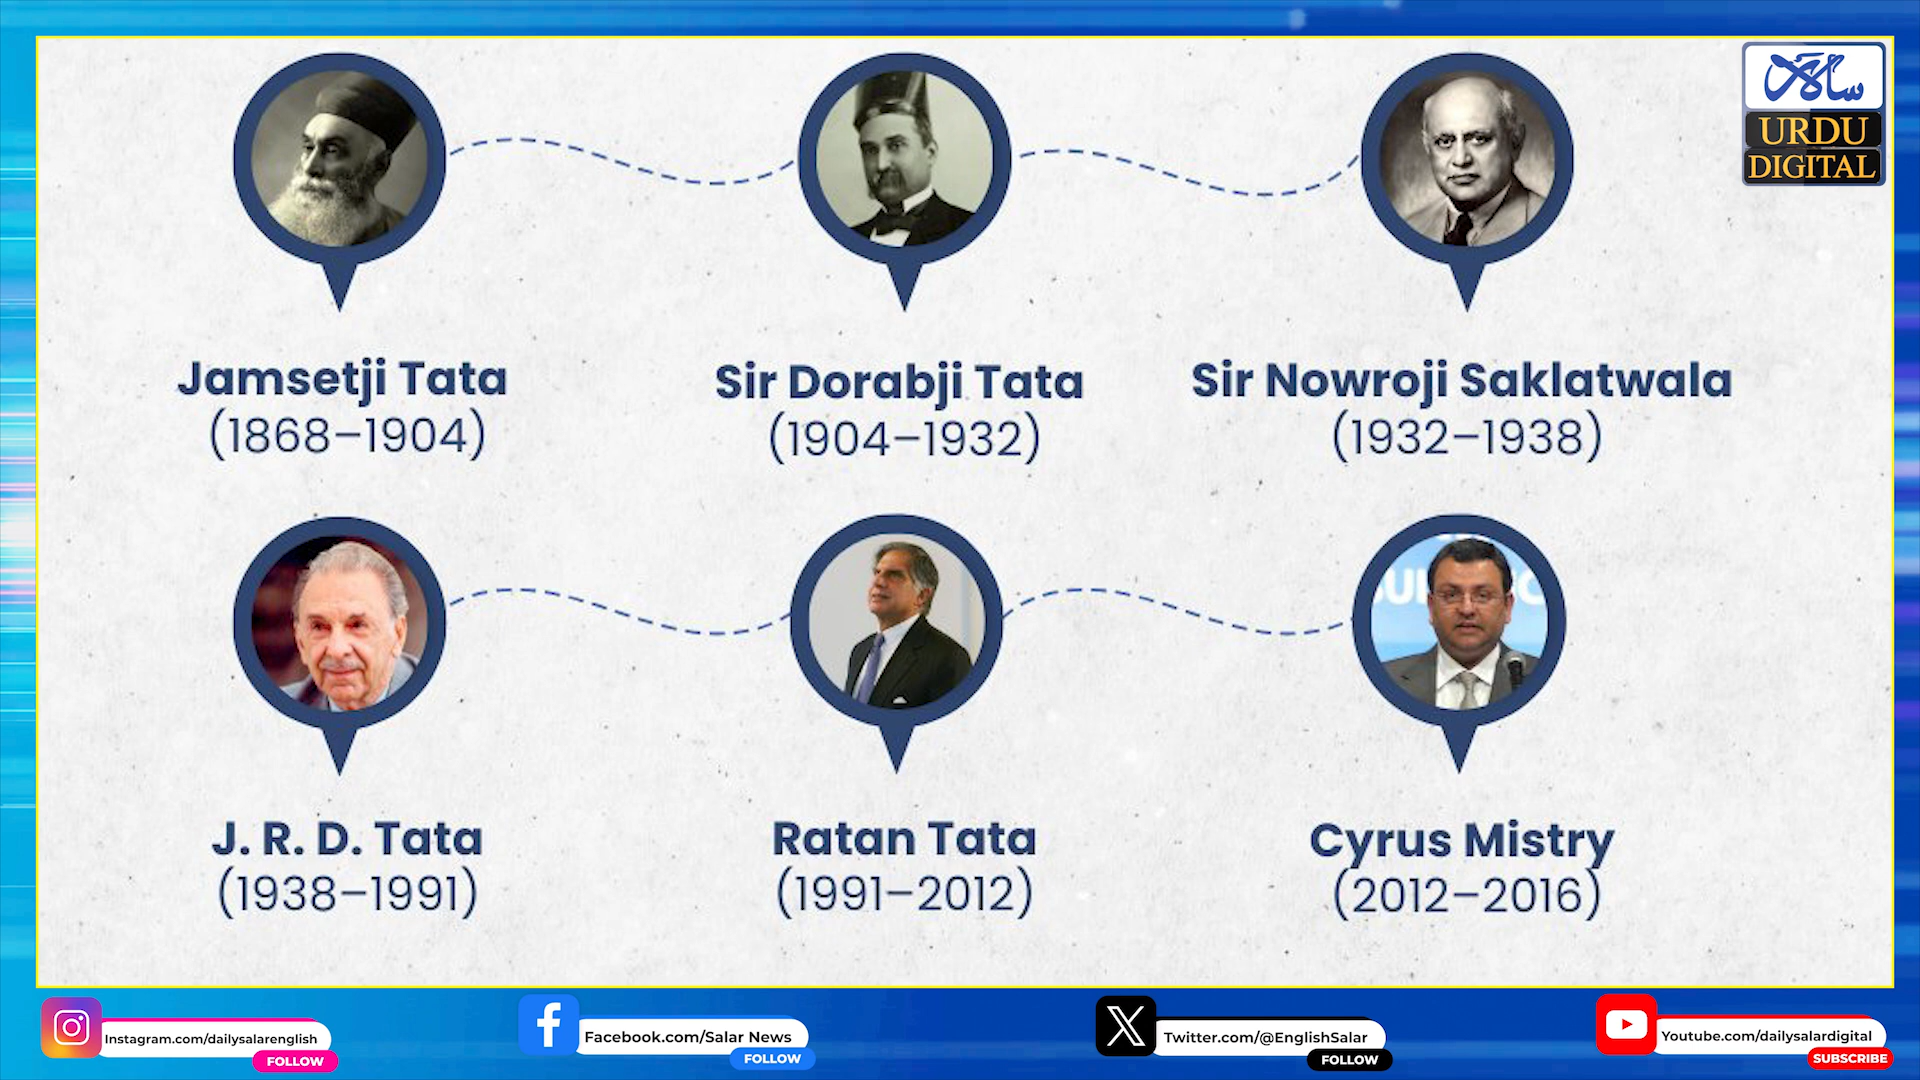 سالار
URDU
DIGITAL
Jamsetji Tata
(1868–1904)
Sir Dorabji Tata
(1904–1932)
Sir Nowroji Saklatwala
(1932–1938)
J. R. D. Tata
(1938–1991)
Ratan Tata
(1991–2012)
Cyrus Mistry
(2012–2016)
Instagram.com/dailysalarenglish
FOLLOW
Facebook.com/Salar News
FOLLOW
Twitter.com/@EnglishSalar
FOLLOW
Youtube.com/dailysalardigital
SUBSCRIBE